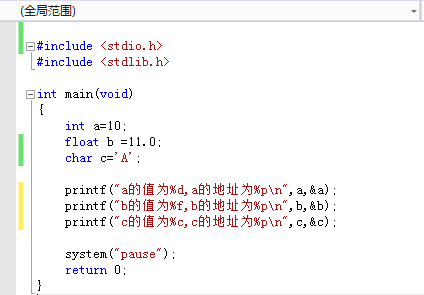 (全局范围)
#include <stdio.h>
#include <stdlib.h>
int main(void)
{
int a=10;
float b =11.0;
char c='A';
printf("a的值为%d,a的地址为%p\n",a,&a);
printf("b的值为%f,b的地址为%p\n",b,&b);
printf("c的值为%c,c的地址为%p\n",c,&c);
system("pause");
return 0;
}